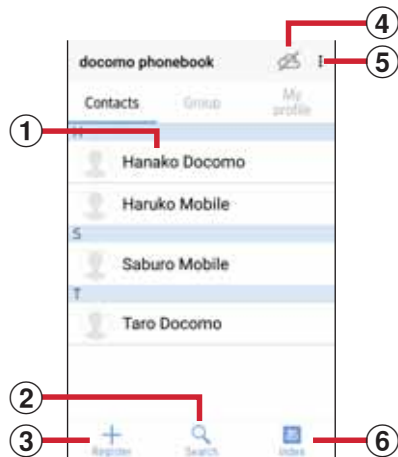 ④
docomo phonebook
⑤
Contacts Group My profile
①
H
Hanako Docomo
Haruko Mobile
S
Saburo Mobile
T
Taro Docomo
②
③
⑥
Register Search Index